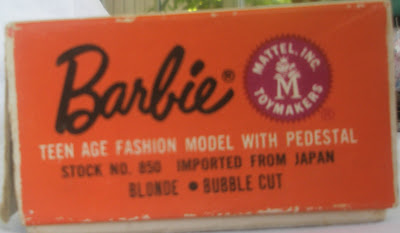 Barbie®
MATTEL, INC.
M
TOYMAKERS
®
TEEN AGE FASHION MODEL WITH PEDESTAL
STOCK NO. 850 IMPORTED FROM JAPAN
BLONDE • BUBBLE CUT